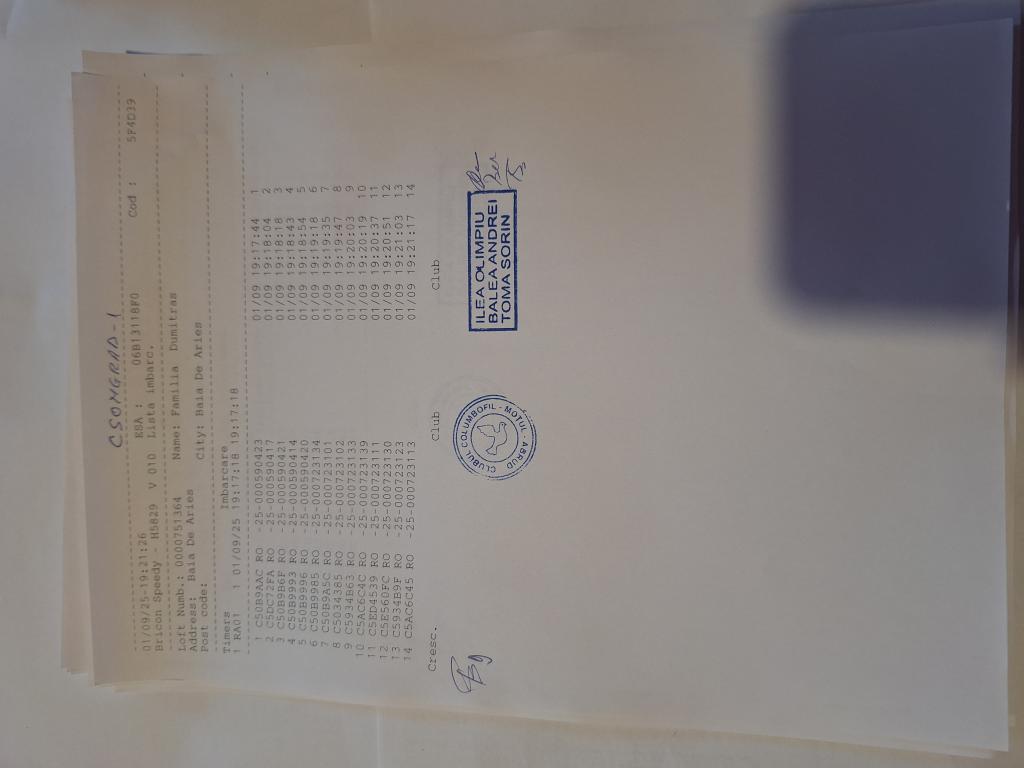 CSONGRAD-1
01/09/25-19:21:26 ESA : 06B13118F0 Cod : 5F4D39
Bricon Speedy - H5829 V 010 Lista imbarc.
Loft Numb.: 0000751364 Name: Familia Dumitras
Address: Baia De Aries City: Baia De Aries
Post code:
Timers Imbarcare
1 RA01 1 01/09/25 19:17:18 19:17:18
1 C50B9AAC RO -25-000590423 01/09 19:17:44 1
2 C5DC72FA RO -25-000590417 01/09 19:18:04 2
3 C50B9B6F RO -25-000590421 01/09 19:18:18 3
4 C50B9993 RO -25-000590414 01/09 19:18:43 4
5 C50B9996 RO -25-000590420 01/09 19:18:54 5
6 C50B9985 RO -25-000723134 01/09 19:19:18 6
7 C50B9A5C RO -25-000723101 01/09 19:19:35 7
8 C5034385 RO -25-000723102 01/09 19:19:47 8
9 C5934B63 RO -25-000723133 01/09 19:20:03 9
10 C5AC6C4C RO -25-000723139 01/09 19:20:19 10
11 C5ED4539 RO -25-000723111 01/09 19:20:37 11
12 C5E560FC RO -25-000723130 01/09 19:20:51 12
13 C5934B9F RO -25-000723123 01/09 19:21:03 13
14 C5AC6C45 RO -25-000723113 01/09 19:21:17 14
Cresc. Club Club
CLUBUL COLUMBOFIL - MOTUL - ABRUD
ILEA OLIMPIU
BALEA ANDREI
TOMA SORIN